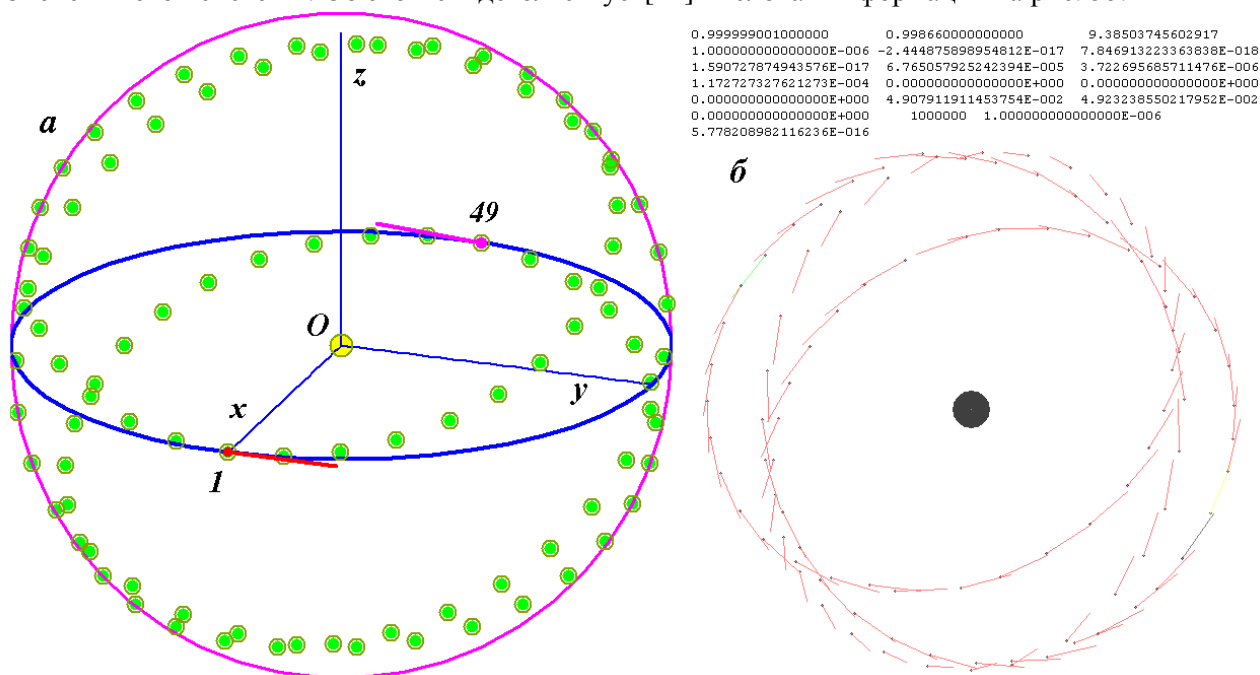 0.999999001000000 0.998660000000000 9.38503745602917
1.000000000000000E-006 -2.444875898954812E-017 7.846913223363838E-018
1.590727874943576E-017 6.765057925242394E-005 3.722695685711476E-006
1.172727327621273E-004 0.000000000000000E+000 0.000000000000000E+000
0.000000000000000E+000 4.907911911453754E-002 4.923238550217952E-002
0.000000000000000E+000 1000000 1.000000000000000E-006
5.778208982116236E-016
а
z
б
49
O
x
y
1